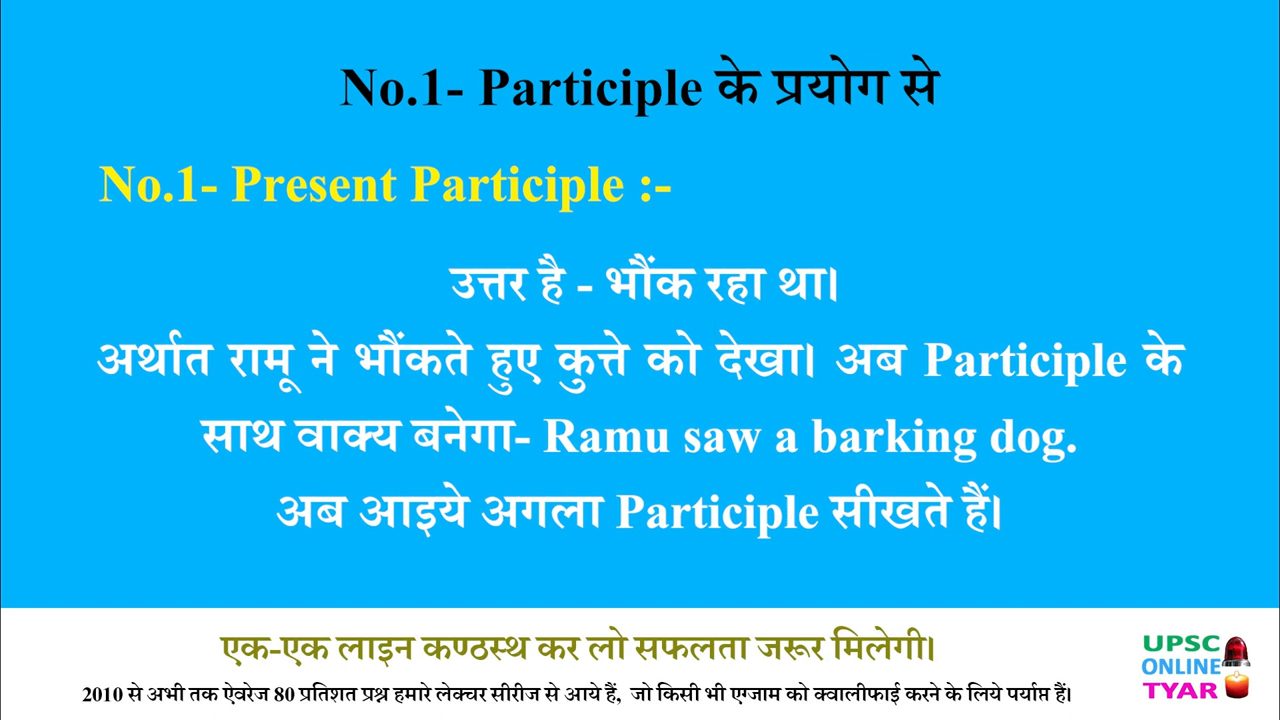 No.1- Participle के प्रयोग से
No.1- Present Participle :-
उत्तर है - भौंक रहा था।
अर्थात रामू ने भौंकते हुए कुत्ते को देखा। अब Participle के
साथ वाक्य बनेगा- Ramu saw a barking dog.
अब आइये अगला Participle सीखते हैं।
एक-एक लाइन कण्ठस्थ कर लो सफलता जरूर मिलेगी।
2010 से अभी तक ऐवरेज 80 प्रतिशत प्रश्न हमारे लेक्चर सीरीज से आये हैं, जो किसी भी एग्जाम को क्वालीफाई करने के लिये पर्याप्त हैं।
UPSC
ONLINE
TYAR